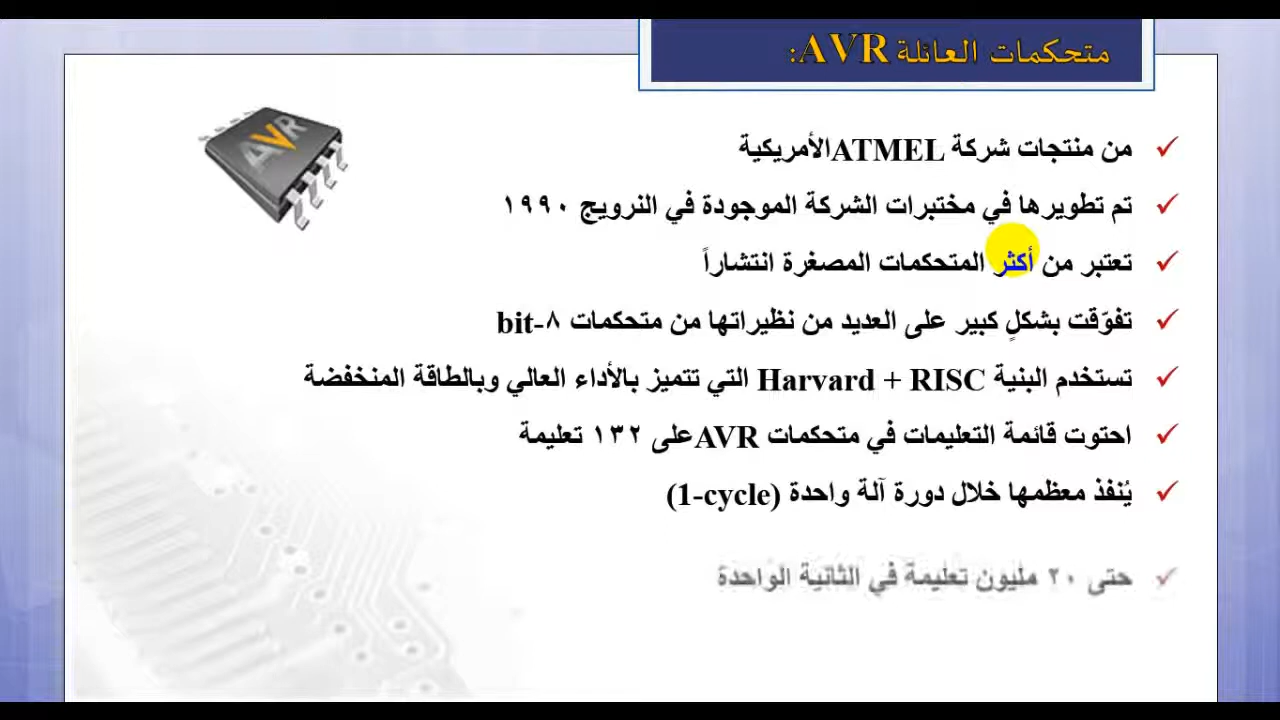 متحكمات العائلة AVR:
AVR
من منتجات شركة ATMELالأمريكية
تم تطويرها في مختبرات الشركة الموجودة في النرويج ١٩٩٠
تعتبر من أكثر المتحكمات المصغرة انتشاراً
تفوّقت بشكلٍ كبير على العديد من نظيراتها من متحكمات ٨-bit
تستخدم البنية Harvard + RISC التي تتميز بالأداء العالي وبالطاقة المنخفضة
احتوت قائمة التعليمات في متحكمات AVRعلى ١٣٢ تعليمة
يُنفذ معظمها خلال دورة آلة واحدة (1-cycle)
حتى ٢٠ مليون تعليمة في الثانية الواحدة